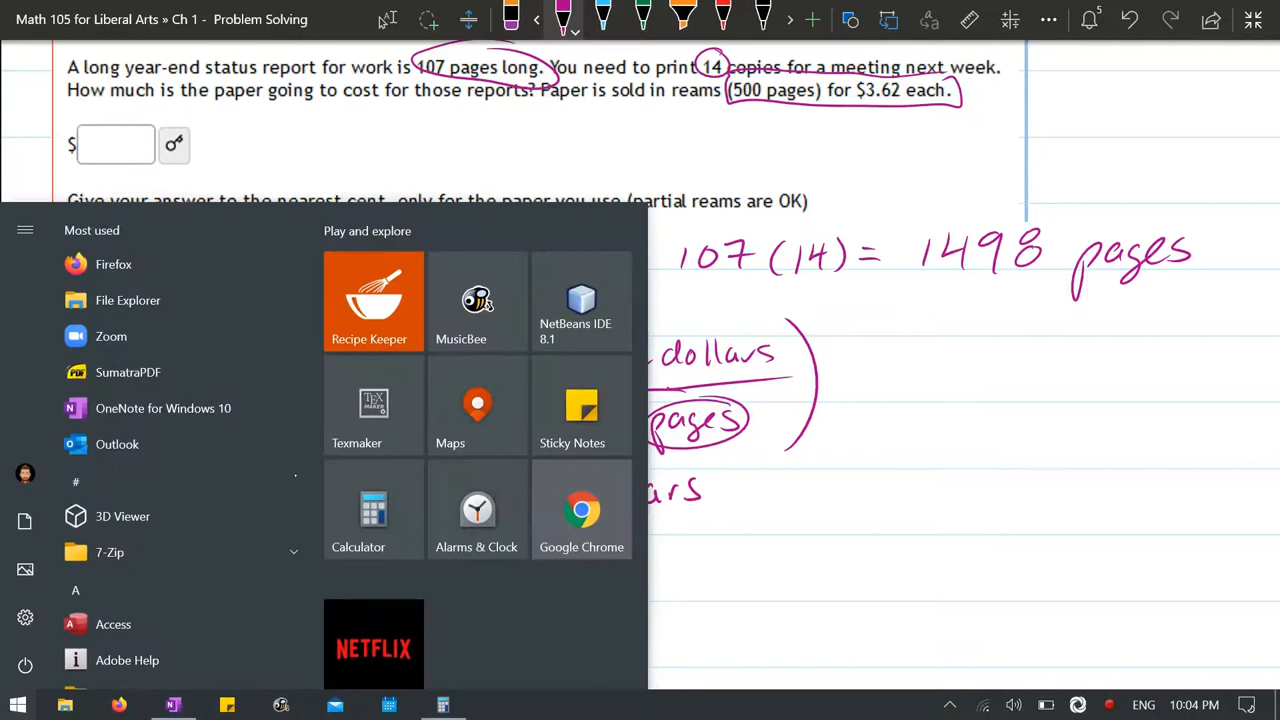 Math 105 for Liberal Arts » Ch 1 - Problem Solving
5
A long year-end status report for work is 107 pages long. You need to print 14 copies for a meeting next week.
How much is the paper going to cost for those reports? Paper is sold in reams (500 pages) for $3.62 each.
$
Give your answer to the nearest cent, only for the paper you use (partial reams are OK)
107 (14) = 1498 pages
dollars
pages
ars
Most used
Firefox
File Explorer
Zoom
SumatraPDF
OneNote for Windows 10
Outlook
#
3D Viewer
7-Zip
A
Access
Adobe Help
Play and explore
Recipe Keeper
MusicBee
NetBeans IDE
8.1
TEX
MAKER
Texmaker
Maps
Sticky Notes
Calculator
Alarms & Clock
Google Chrome
NETFLIX
ENG
10:04 PM